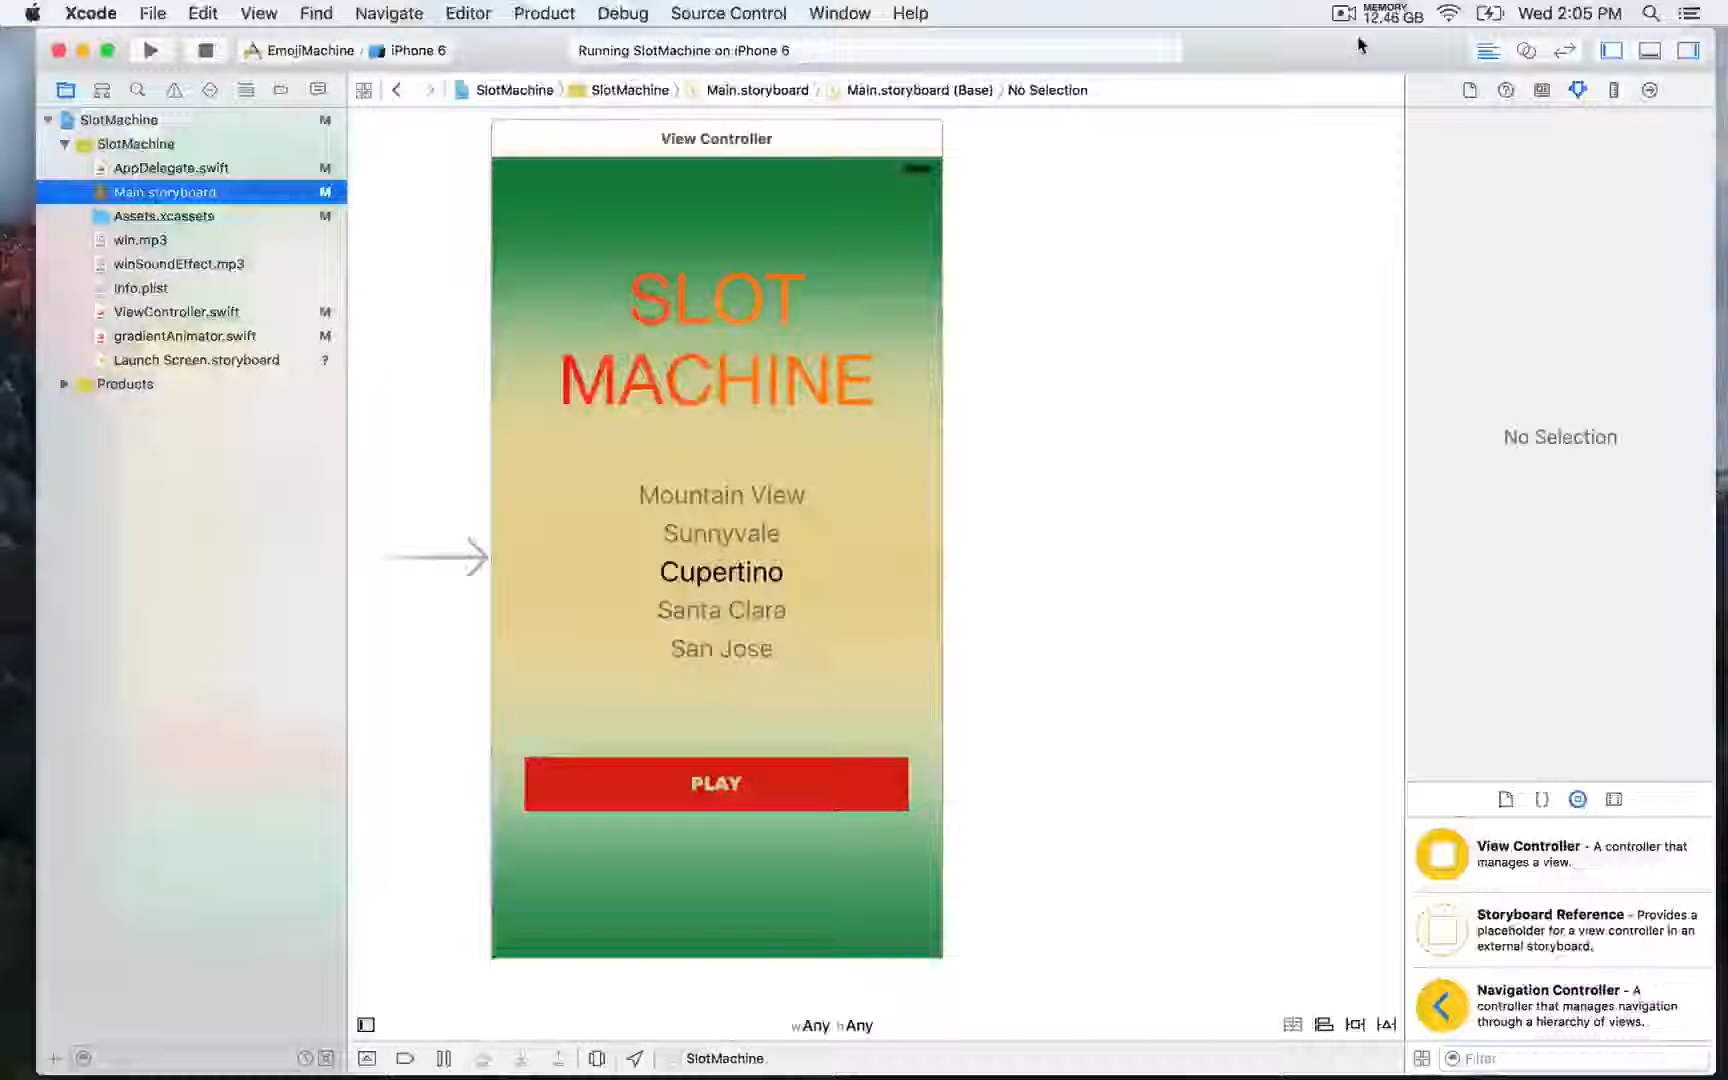 Xcode File Edit View Find Navigate Editor Product Debug Source Control Window Help MEMORY 12.46 GB Wed 2:05 PM
EmojiMachine iPhone 6 Running SlotMachine on iPhone 6
SlotMachine SlotMachine Main.storyboard Main.storyboard (Base) No Selection
SlotMachine M
SlotMachine
AppDelegate.swift M
Main.storyboard M
Assets.xcassets M
win.mp3
winSoundEffect.mp3
Info.plist
ViewController.swift M
gradientAnimator.swift M
Launch Screen.storyboard ?
Products
View Controller
SLOT
MACHINE
Mountain View
Sunnyvale
Cupertino
Santa Clara
San Jose
PLAY
wAny hAny
SlotMachine
No Selection
View Controller - A controller that
manages a view.
Storyboard Reference - Provides a
placeholder for a view controller in an
external storyboard.
Navigation Controller - A
controller that manages navigation
through a hierarchy of views.
Filter